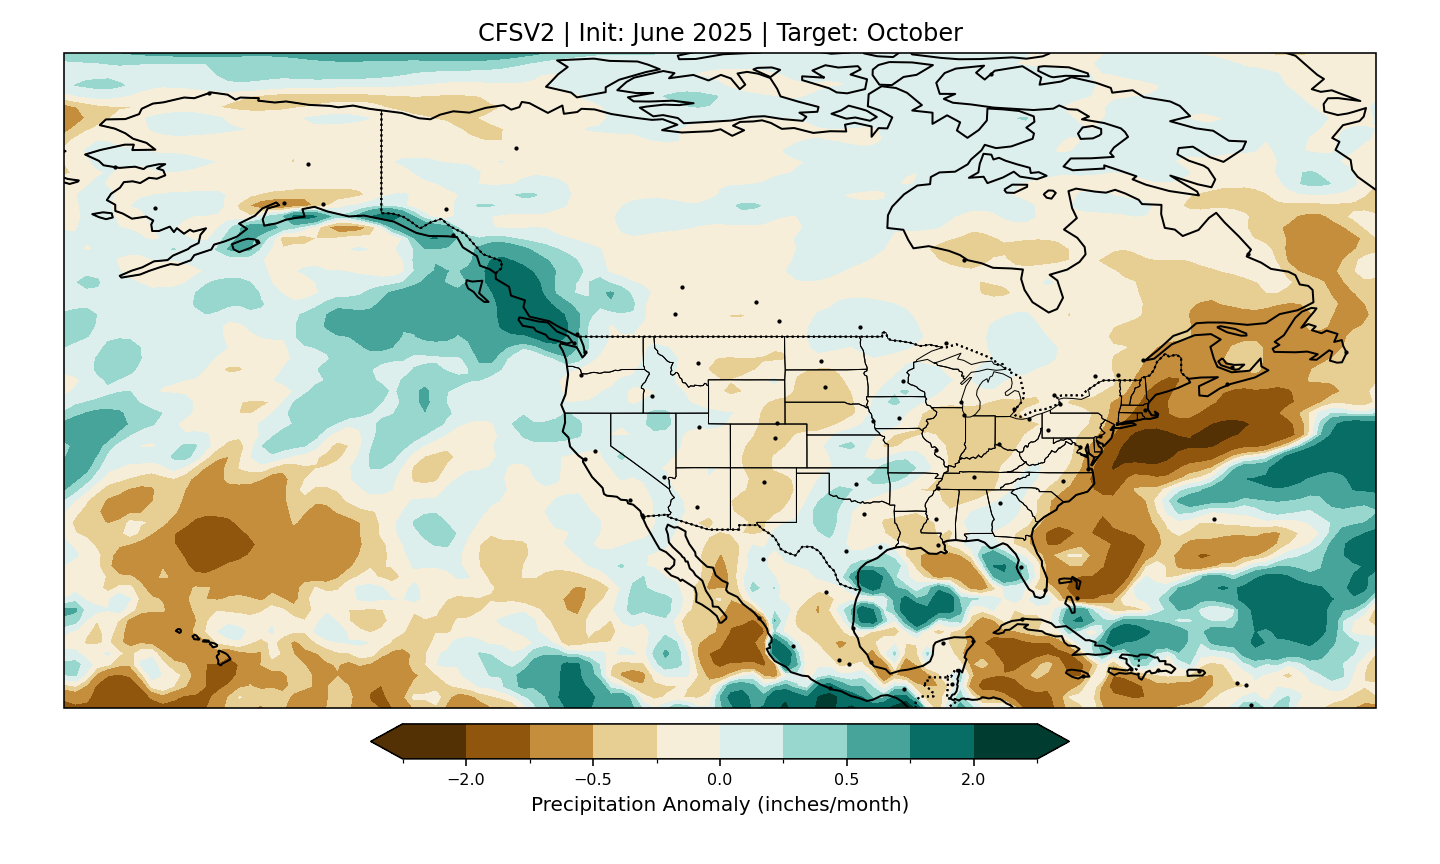 CFSV2 | Init: June 2025 | Target: October
−2.0 −0.5 0.0 0.5 2.0
Precipitation Anomaly (inches/month)